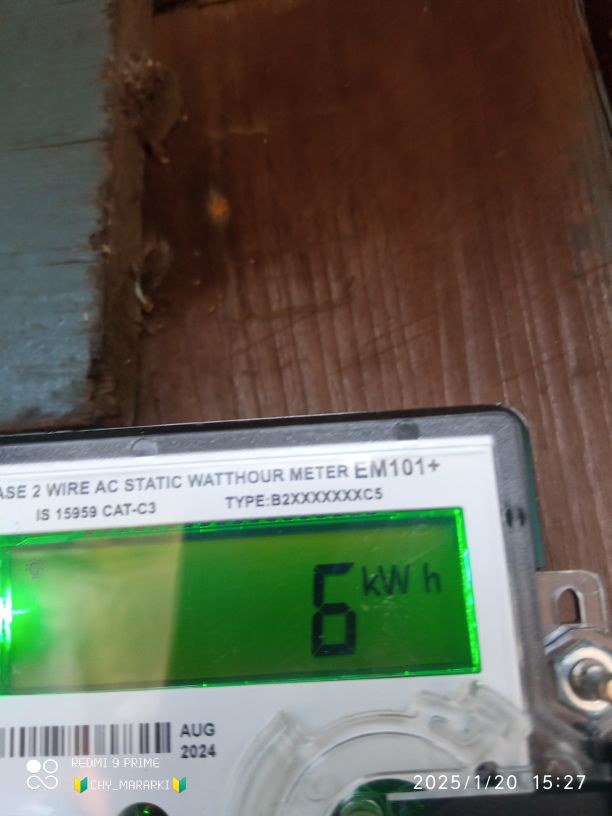 ASE 2 WIRE AC STATIC WATTHOUR METER EM101+
IS 15959 CAT-C3 TYPE:B2XXXXXXXC5
6 kWh
AUG
2024
REDMI 9 PRIME
🔰CHY_MARARKI🔰
2025/1/20 15:27